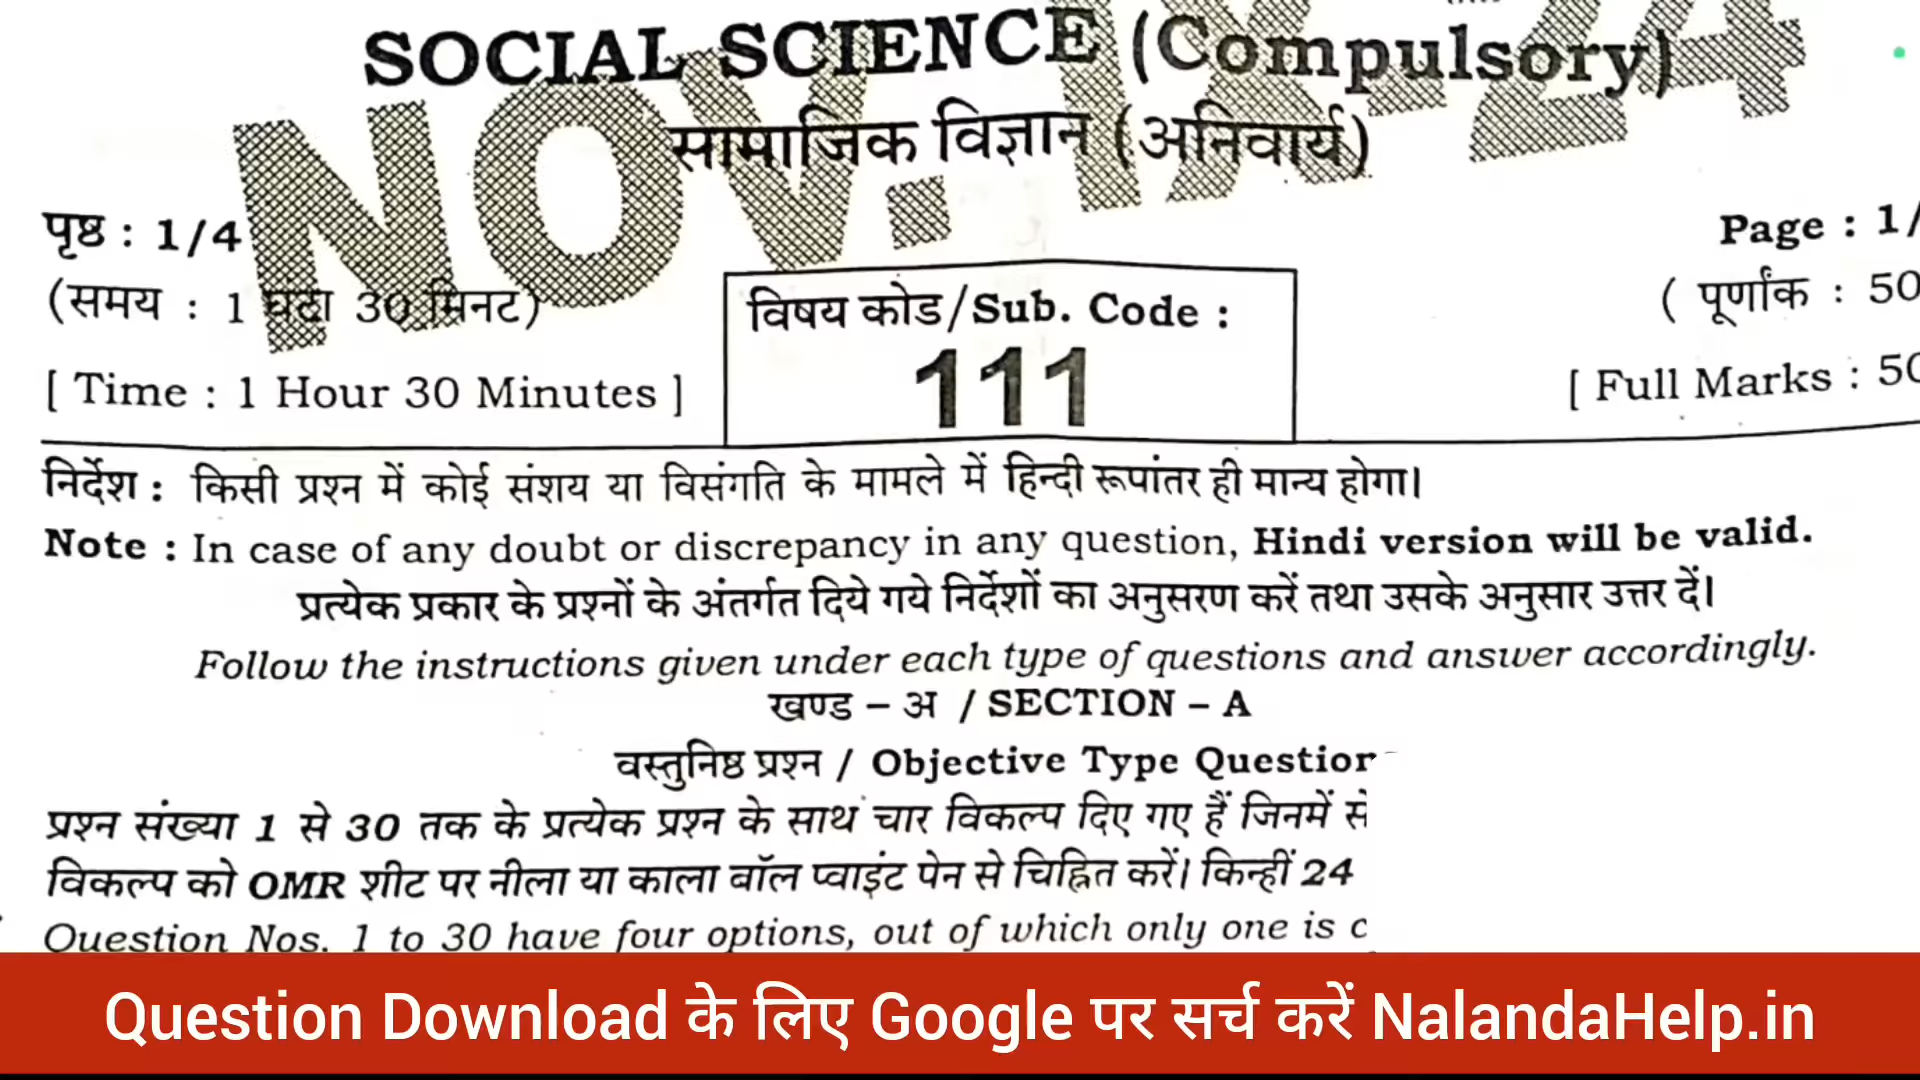 SOCIAL SCIENCE (Compulsory)
सामाजिक विज्ञान (अनिवार्य)
NOV. IX-24
पृष्ठ : 1/4
Page : 1/
(समय : 1 घंटा 30 मिनट)
( पूर्णांक : 50
विषय कोड/Sub. Code :
111
[ Time : 1 Hour 30 Minutes ]
[ Full Marks : 50
निर्देश : किसी प्रश्न में कोई संशय या विसंगति के मामले में हिन्दी रूपांतर ही मान्य होगा।
Note : In case of any doubt or discrepancy in any question, Hindi version will be valid.
प्रत्येक प्रकार के प्रश्नों के अंतर्गत दिये गये निर्देशों का अनुसरण करें तथा उसके अनुसार उत्तर दें।
Follow the instructions given under each type of questions and answer accordingly.
खण्ड – अ / SECTION – A
वस्तुनिष्ठ प्रश्न / Objective Type Question
प्रश्न संख्या 1 से 30 तक के प्रत्येक प्रश्न के साथ चार विकल्प दिए गए हैं जिनमें से
विकल्प को OMR शीट पर नीला या काला बॉल प्वाइंट पेन से चिह्नित करें। किन्हीं 24
Question Nos. 1 to 30 have four options, out of which only one is c
Question Download के लिए Google पर सर्च करें NalandaHelp.in